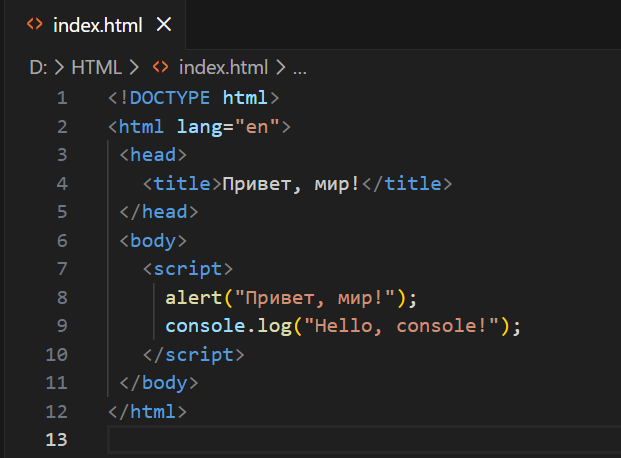 index.html
D: > HTML > index.html > ...
1 <!DOCTYPE html>
2 <html lang="en">
3 <head>
4 <title>Привет, мир!</title>
5 </head>
6 <body>
7 <script>
8 alert("Привет, мир!");
9 console.log("Hello, console!");
10 </script>
11 </body>
12 </html>
13